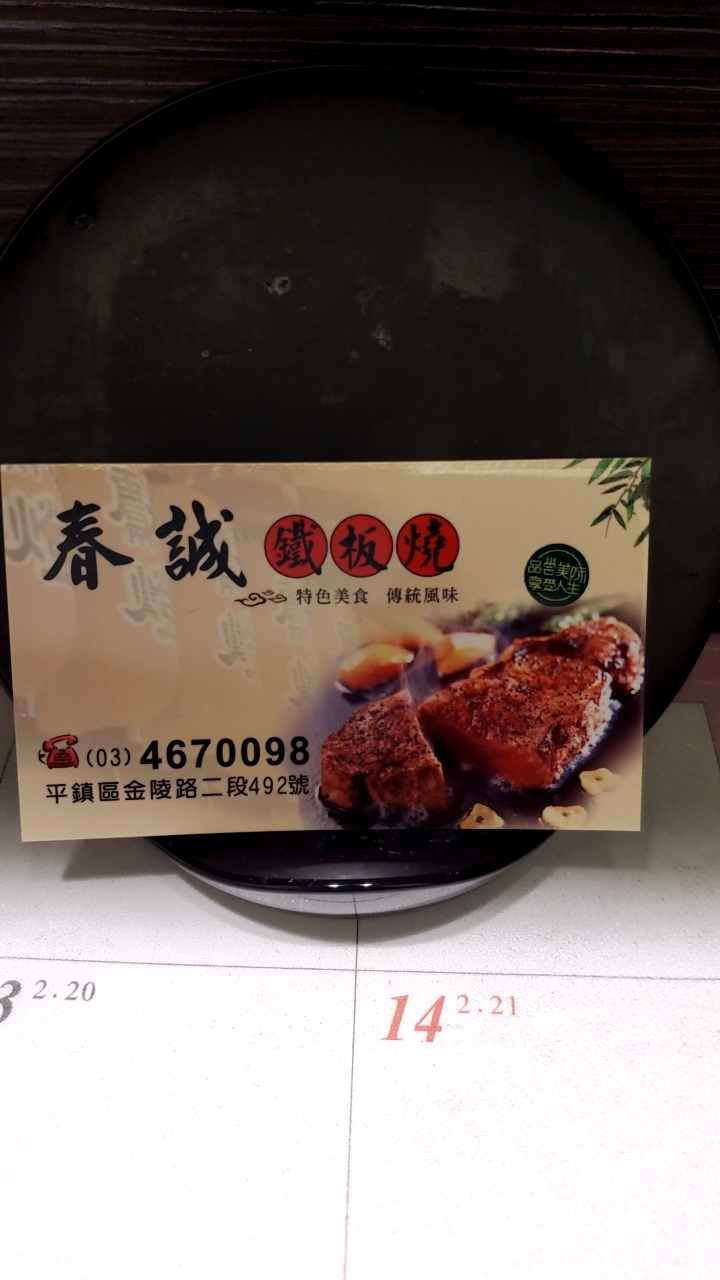 春誠鐵板燒
特色美食 傳統風味
品嘗美味
享受人生
(03) 4670098
平鎮區金陵路二段492號
3 2.20
14 2.21